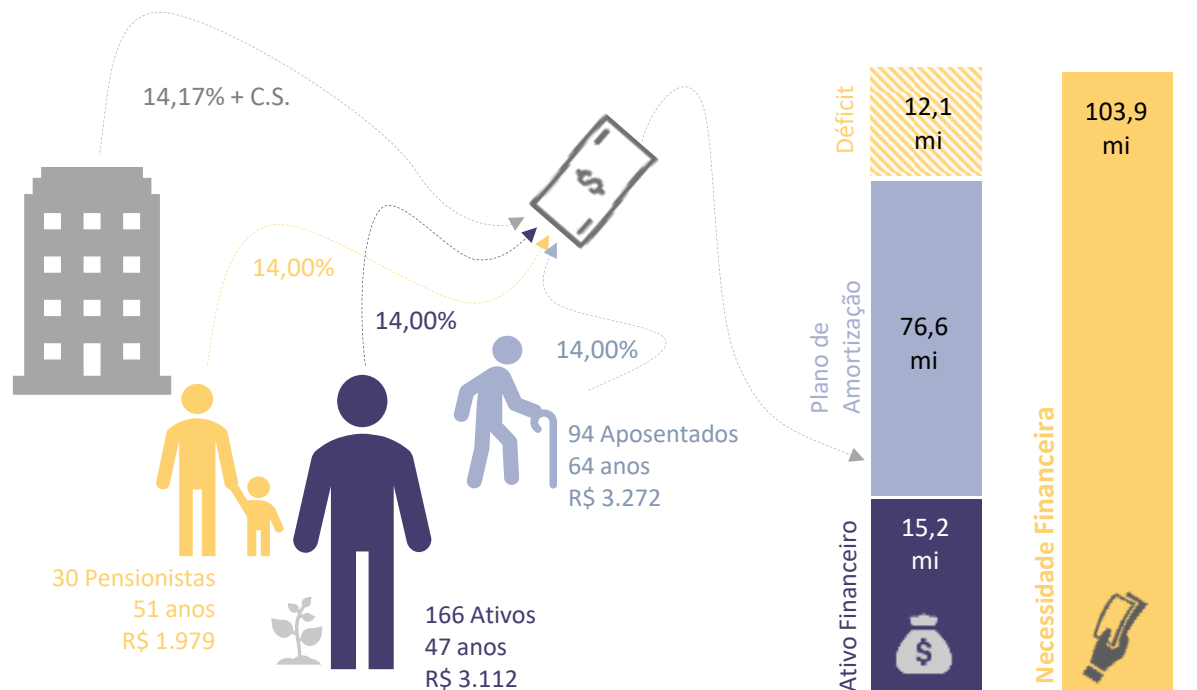 14,17% + C.S.
14,00%
14,00%
14,00%
30 Pensionistas
51 anos
R$ 1.979
166 Ativos
47 anos
R$ 3.112
94 Aposentados
64 anos
R$ 3.272
$
Déficit
12,1
mi
Plano de
Amortização
76,6
mi
Ativo Financeiro
15,2
mi
$
Necessidade Financeira
103,9
mi